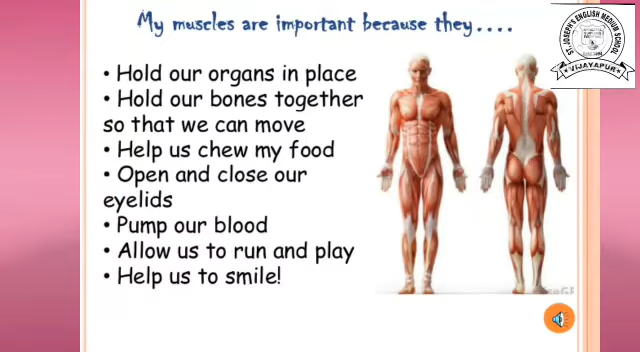 My muscles are important because they....
• Hold our organs in place
• Hold our bones together
so that we can move
• Help us chew my food
• Open and close our
eyelids
• Pump our blood
• Allow us to run and play
• Help us to smile!
ST. JOSEPH'S ENGLISH MEDIUM SCHOOL
VIJAYAPUR